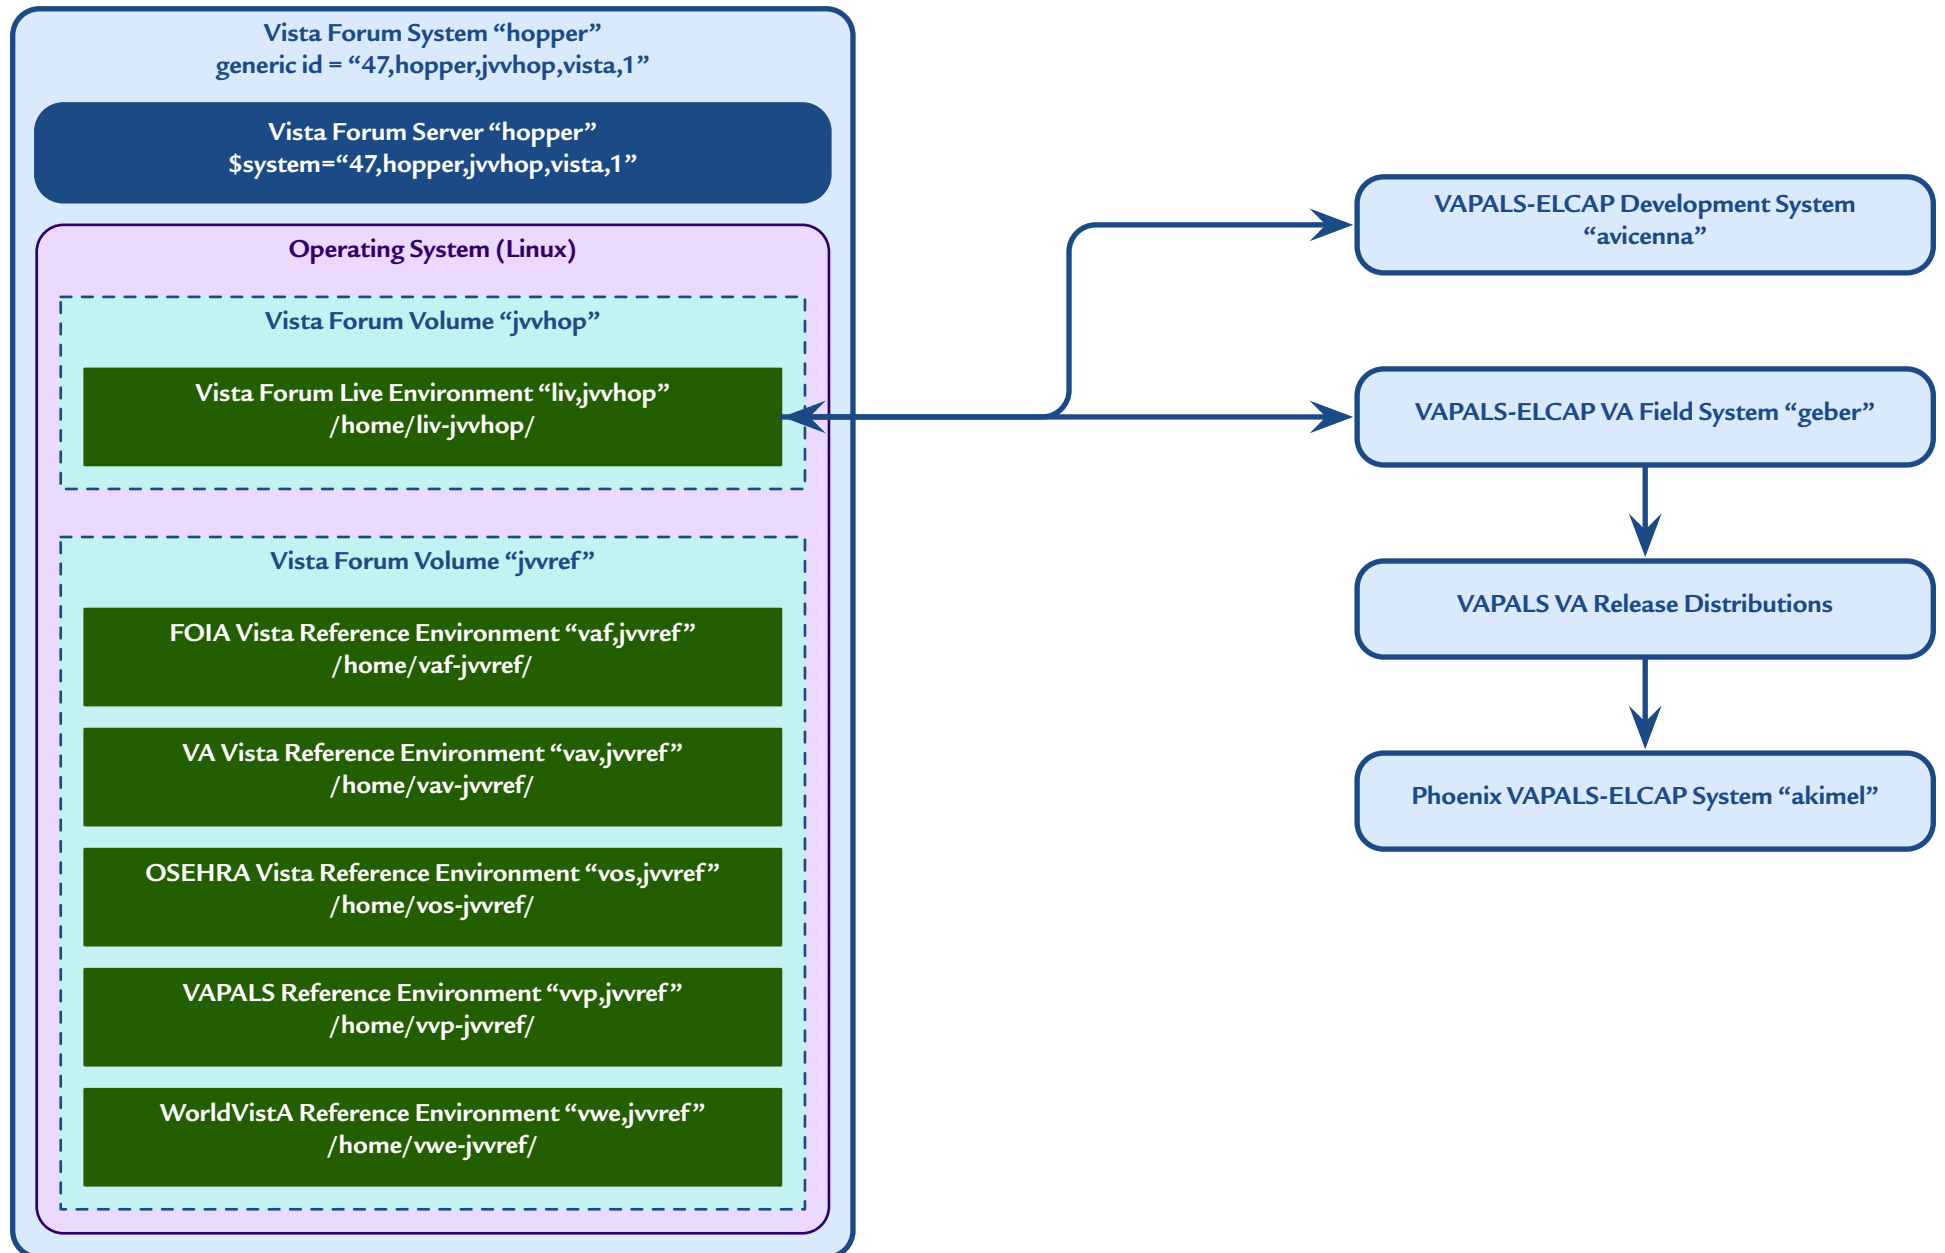 Vista Forum System “hopper”
generic id = “47,hopper,jvvhop,vista,1”
Vista Forum Server “hopper”
$system=“47,hopper,jvvhop,vista,1”
Operating System (Linux)
Vista Forum Volume “jvvhop”
Vista Forum Live Environment “liv,jvvhop”
/home/liv-jvvhop/
Vista Forum Volume “jvvref”
FOIA Vista Reference Environment “vaf,jvvref”
/home/vaf-jvvref/
VA Vista Reference Environment “vav,jvvref”
/home/vav-jvvref/
OSEHRA Vista Reference Environment “vos,jvvref”
/home/vos-jvvref/
VAPALS Reference Environment “vvp,jvvref”
/home/vvp-jvvref/
WorldVistA Reference Environment “vwe,jvvref”
/home/vwe-jvvref/
VAPALS-ELCAP Development System
“avicenna”
VAPALS-ELCAP VA Field System “geber”
VAPALS VA Release Distributions
Phoenix VAPALS-ELCAP System “akimel”